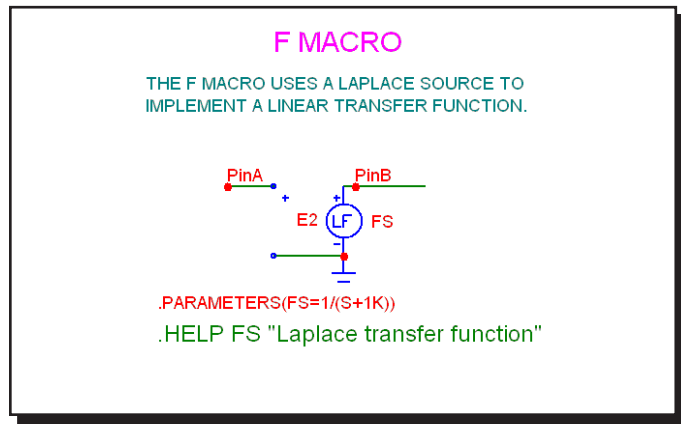 F MACRO
THE F MACRO USES A LAPLACE SOURCE TO
IMPLEMENT A LINEAR TRANSFER FUNCTION.
PinA
PinB
+
+
E2
LF
FS
-
.PARAMETERS(FS=1/(S+1K))
.HELP FS "Laplace transfer function"